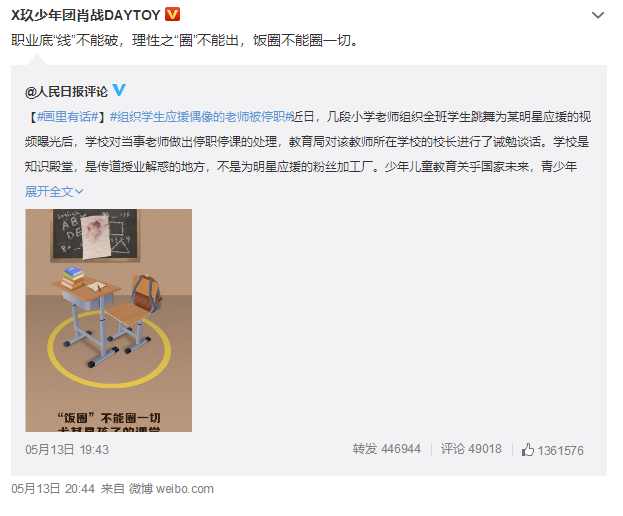 X玖少年团肖战DAYTOY
职业底“线”不能破，理性之“圈”不能出，饭圈不能圈一切。
@人民日报评论
【#画里有话#】#组织学生应援偶像的老师被停职#近日，几段小学老师组织全班学生跳舞为某明星应援的视
频曝光后，学校对当事老师做出停职停课的处理，教育局对该教师所在学校的校长进行了诫勉谈话。学校是
知识殿堂，是传道授业解惑的地方，不是为明星应援的粉丝加工厂。少年儿童教育关乎国家未来，青少年
展开全文
English
“饭圈”不能圈一切
尤其是孩子的课堂
05月13日 19:43
转发 446944 评论 49018 1361576
05月13日 20:44 来自 微博 weibo.com